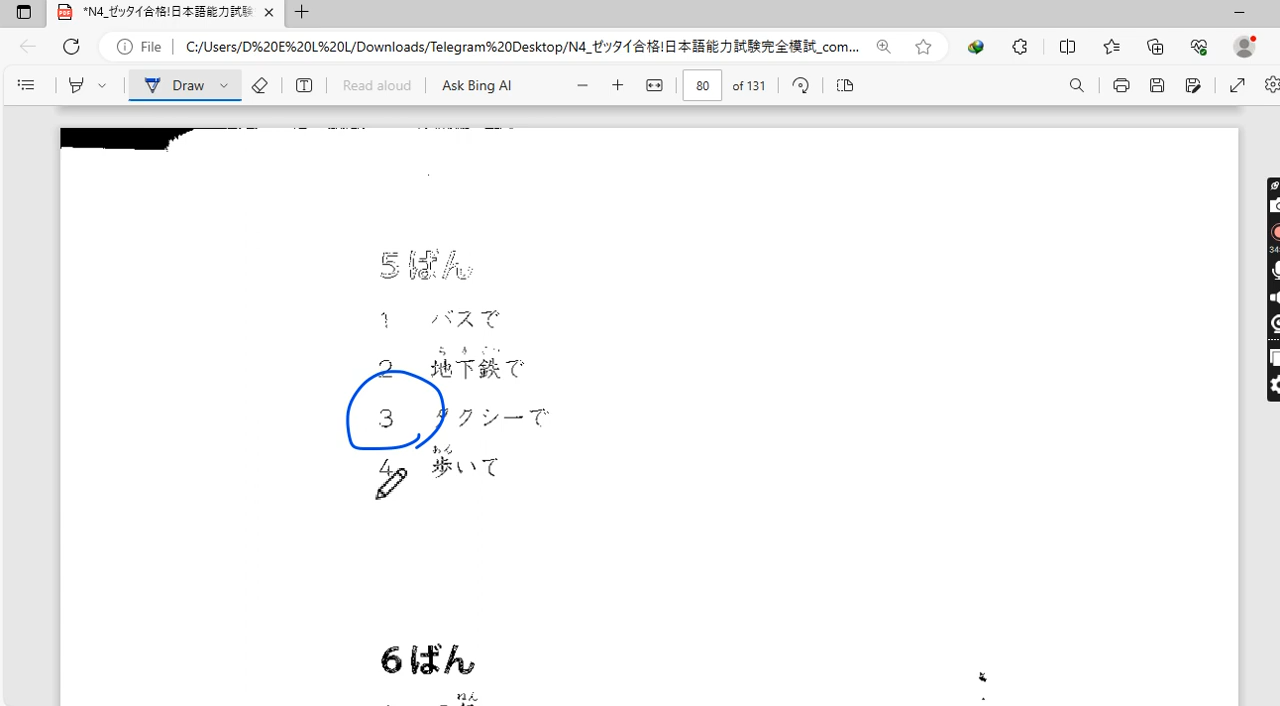 *N4_ゼッタイ合格!日本語能力試験
File
C:/Users/D%20E%20L%20L/Downloads/Telegram%20Desktop/N4_ゼッタイ合格!日本語能力試験完全模試_com...
Draw
Read aloud
Ask Bing AI
80 of 131
5ばん
1 バスで
2 地下鉄で
3 タクシーで
4 歩いて
6ばん